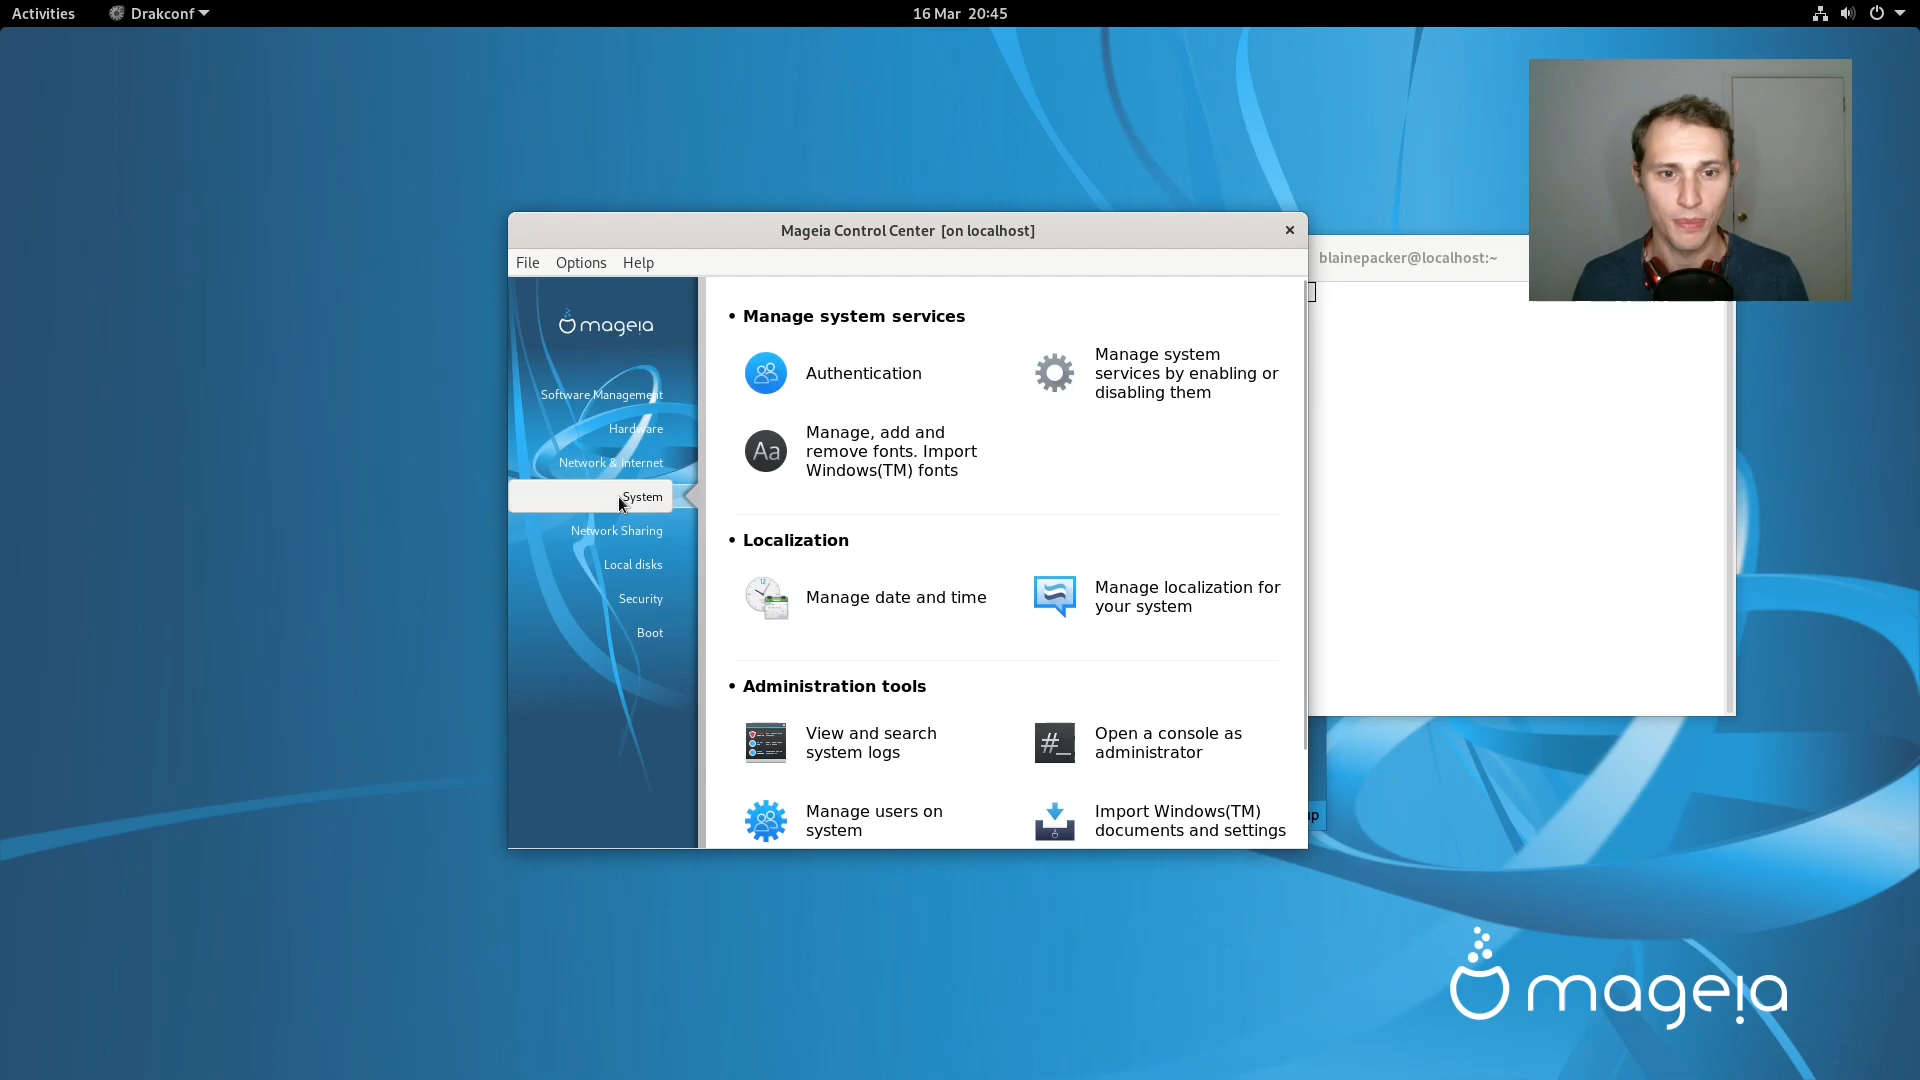 Activities Drakconf 16 Mar 20:45
Mageia Control Center [on localhost]
File Options Help
blainepacker@localhost:~
mageia
Software Management
Hardware
Network & Internet
System
Network Sharing
Local disks
Security
Boot
• Manage system services
Authentication
Manage system
services by enabling or
disabling them
Manage, add and
remove fonts. Import
Windows(TM) fonts
• Localization
Manage date and time
Manage localization for
your system
• Administration tools
View and search
system logs
Open a console as
administrator
Manage users on
system
Import Windows(TM)
documents and settings
mageia